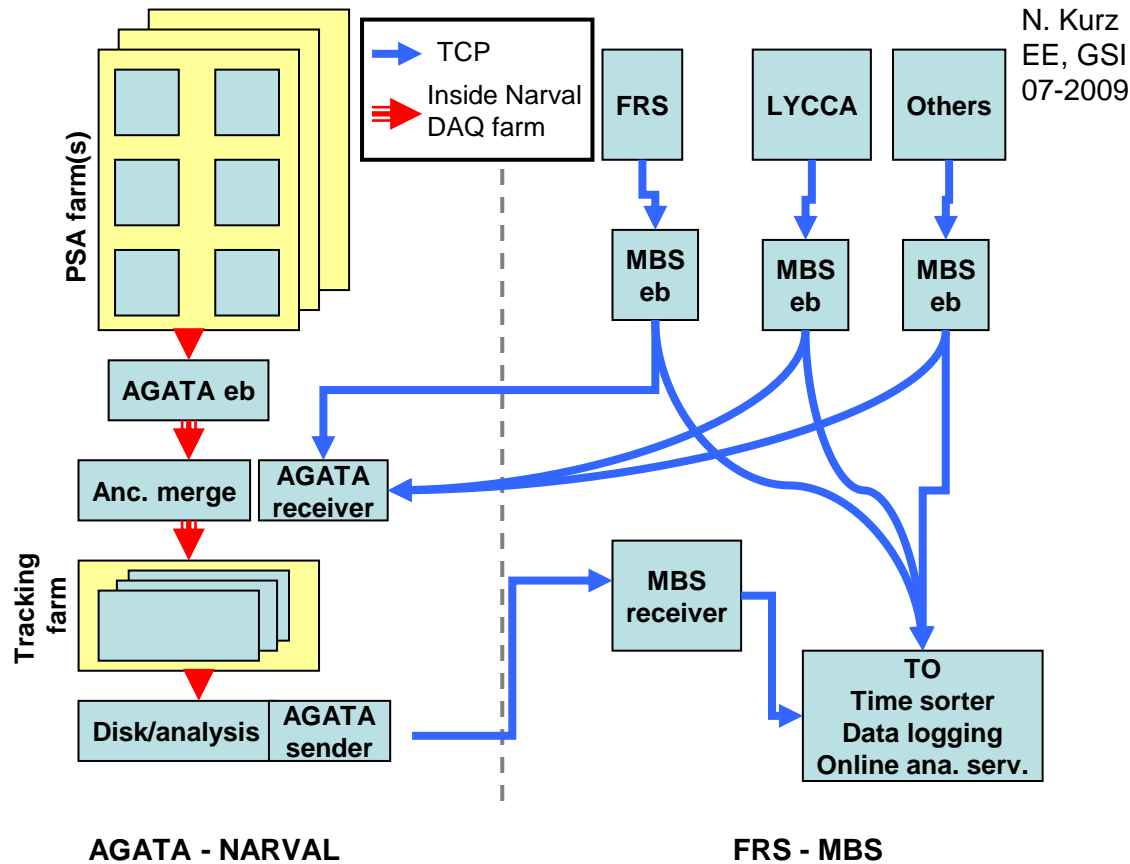 N. Kurz
EE, GSI
07-2009
TCP
Inside Narval
DAQ farm
PSA farm(s)
FRS
LYCCA
Others
MBS
eb
MBS
eb
MBS
eb
AGATA eb
Anc. merge
AGATA
receiver
Tracking
farm
MBS
receiver
Disk/analysis
AGATA
sender
TO
Time sorter
Data logging
Online ana. serv.
AGATA - NARVAL
FRS - MBS